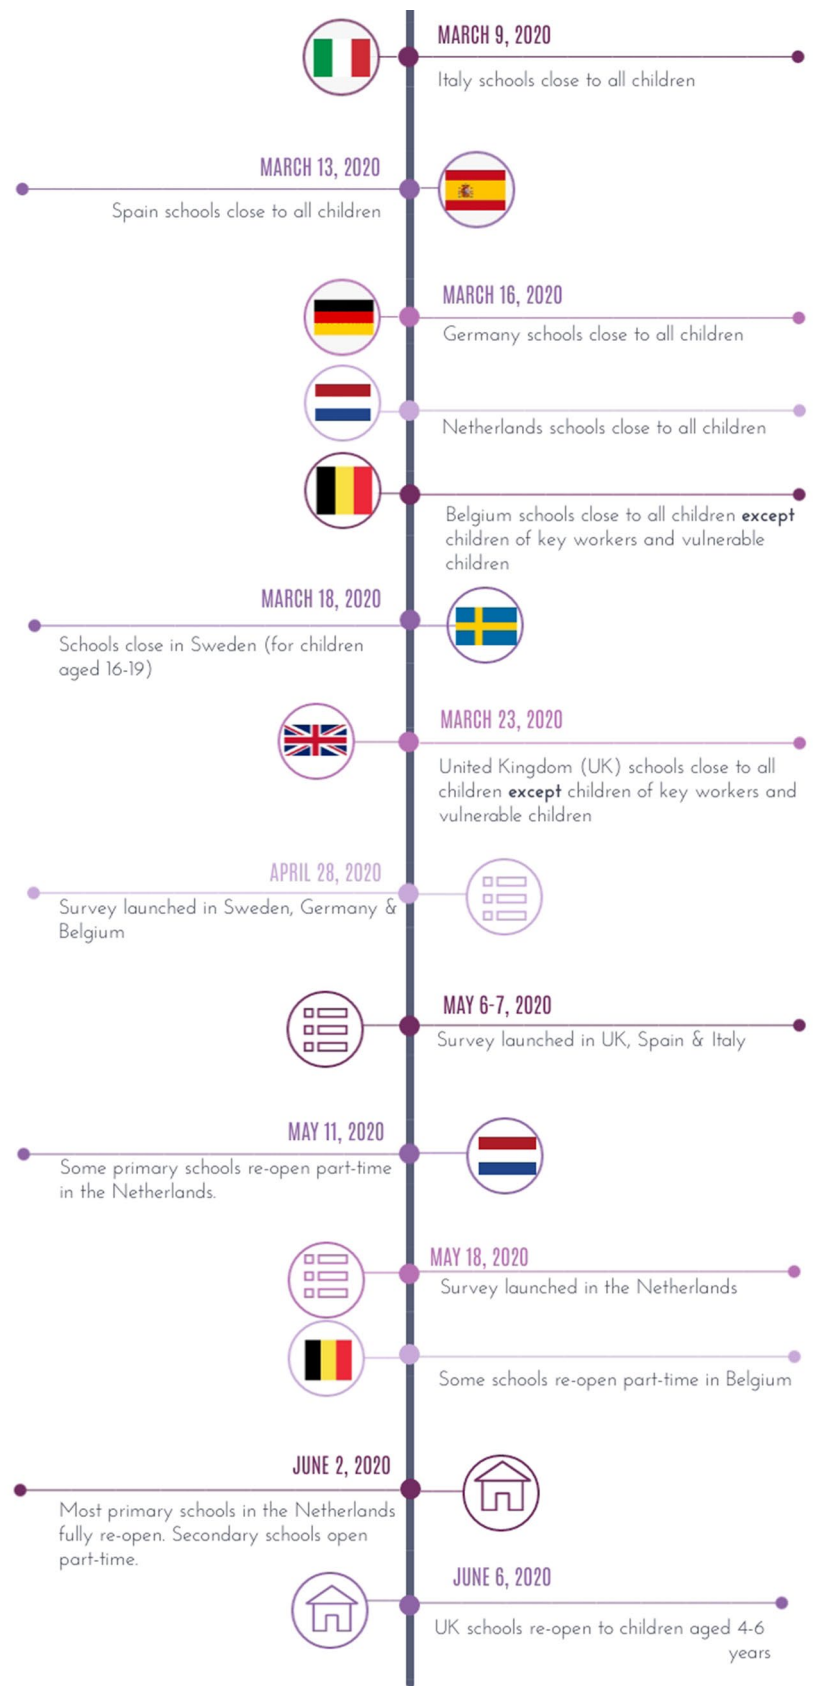 MARCH 9, 2020
Italy schools close to all children
MARCH 13, 2020
Spain schools close to all children
MARCH 16, 2020
Germany schools close to all children
Netherlands schools close to all children
Belgium schools close to all children except
children of key workers and vulnerable
children
MARCH 18, 2020
Schools close in Sweden (for children
aged 16-19)
MARCH 23, 2020
United Kingdom (UK) schools close to all
children except children of key workers and
vulnerable children
APRIL 28, 2020
Survey launched in Sweden, Germany &
Belgium
MAY 6-7, 2020
Survey launched in UK, Spain & Italy
MAY 11, 2020
Some primary schools re-open part-time
in the Netherlands.
MAY 18, 2020
Survey launched in the Netherlands
Some schools re-open part-time in Belgium
JUNE 2, 2020
Most primary schools in the Netherlands
fully re-open. Secondary schools open
part-time.
JUNE 6, 2020
UK schools re-open to children aged 4-6
years